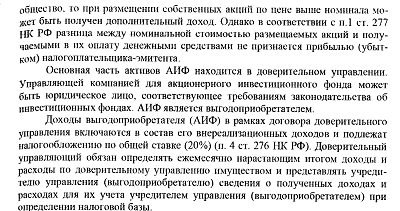 общество, то при размещении собственных акций по цене выше номинала мо-
жет быть получен дополнительный доход. Однако в соответствии с п.1 ст. 277
НК РФ разница между номинальной стоимостью размещаемых акций и полу-
чаемыми в их оплату денежными средствами не признается прибылью (убыт-
ком) налогоплательщика-эмитента.
Основная часть активов АИФ находится в доверительном управлении.
Управляющей компанией для акционерного инвестиционного фонда может
быть юридическое лицо, соответствующее требованиям законодательства об
инвестиционных фондах. АИФ является выгодоприобретателем.
Доходы выгодоприобретателя (АИФ) в рамках договора доверительного
управления включаются в состав его внереализационных доходов и подлежат
налогообложению по общей ставке (20%) (п. 4 ст. 276 НК РФ). Доверительный
управляющий обязан определять ежемесячно нарастающим итогом доходы и
расходы по доверительному управлению имуществом и представлять учреди-
телю управления (выгодоприобретателю) сведения о полученных доходах и
расходах для их учета учредителем управления (выгодоприобретателем) при
определении налоговой базы.